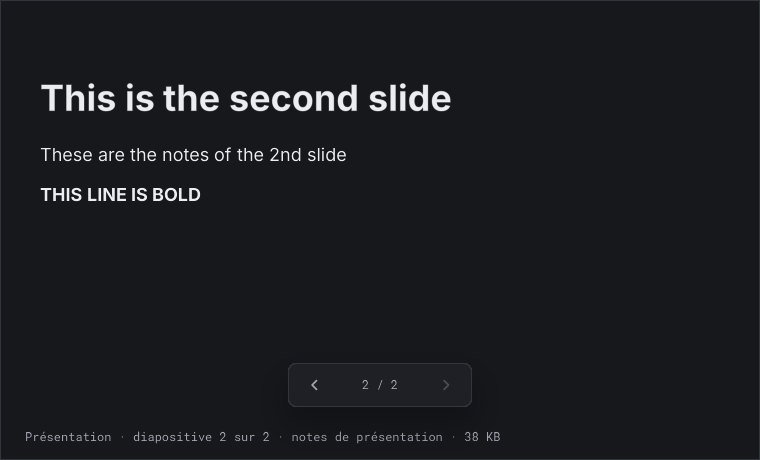 This is the second slide
These are the notes of the 2nd slide
THIS LINE IS BOLD
2 / 2
Présentation · diapositive 2 sur 2 · notes de présentation · 38 KB